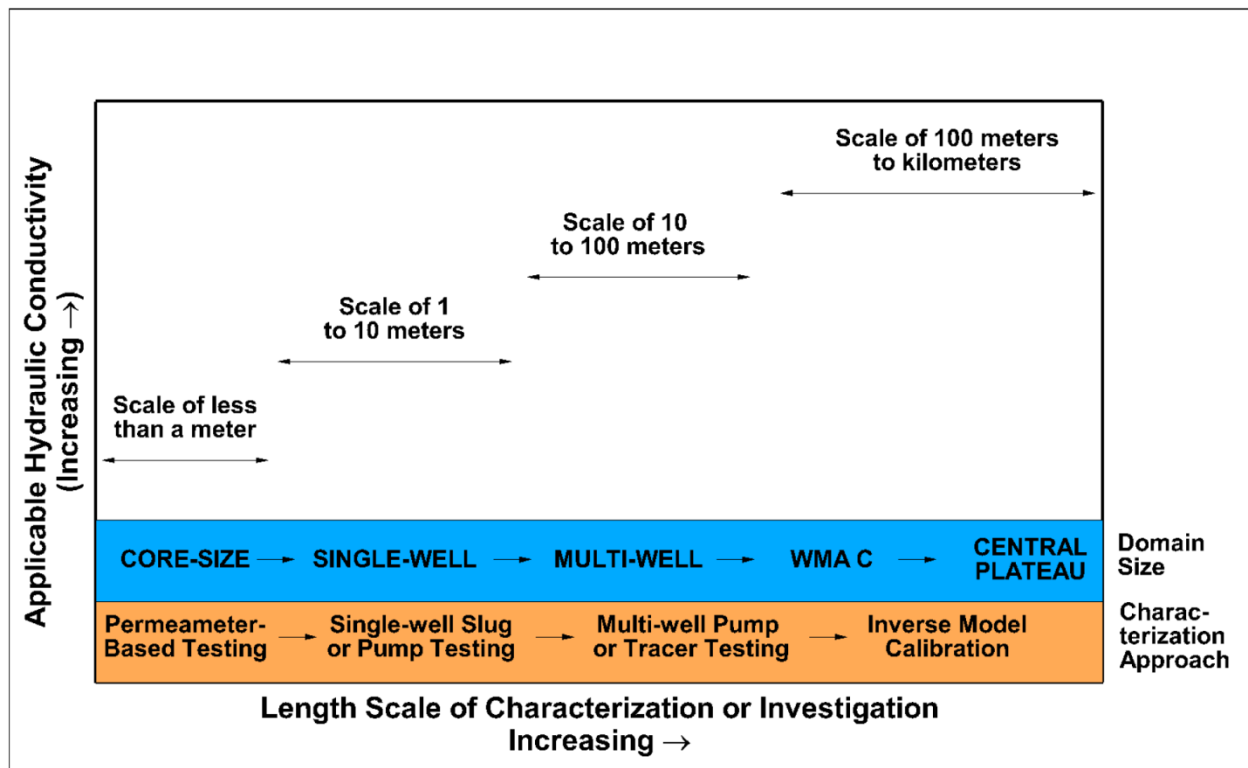 Applicable Hydraulic Conductivity
(Increasing →)
Scale of 100 meters
to kilometers
Scale of 10
to 100 meters
Scale of 1
to 10 meters
Scale of less
than a meter
CORE-SIZE → SINGLE-WELL → MULTI-WELL → WMA C → CENTRAL
PLATEAU
Domain
Size
Permeameter-
Based Testing
→ Single-well Slug
or Pump Testing
→ Multi-well Pump
or Tracer Testing
→ Inverse Model
Calibration
Charac-
terization
Approach
Length Scale of Characterization or Investigation
Increasing →